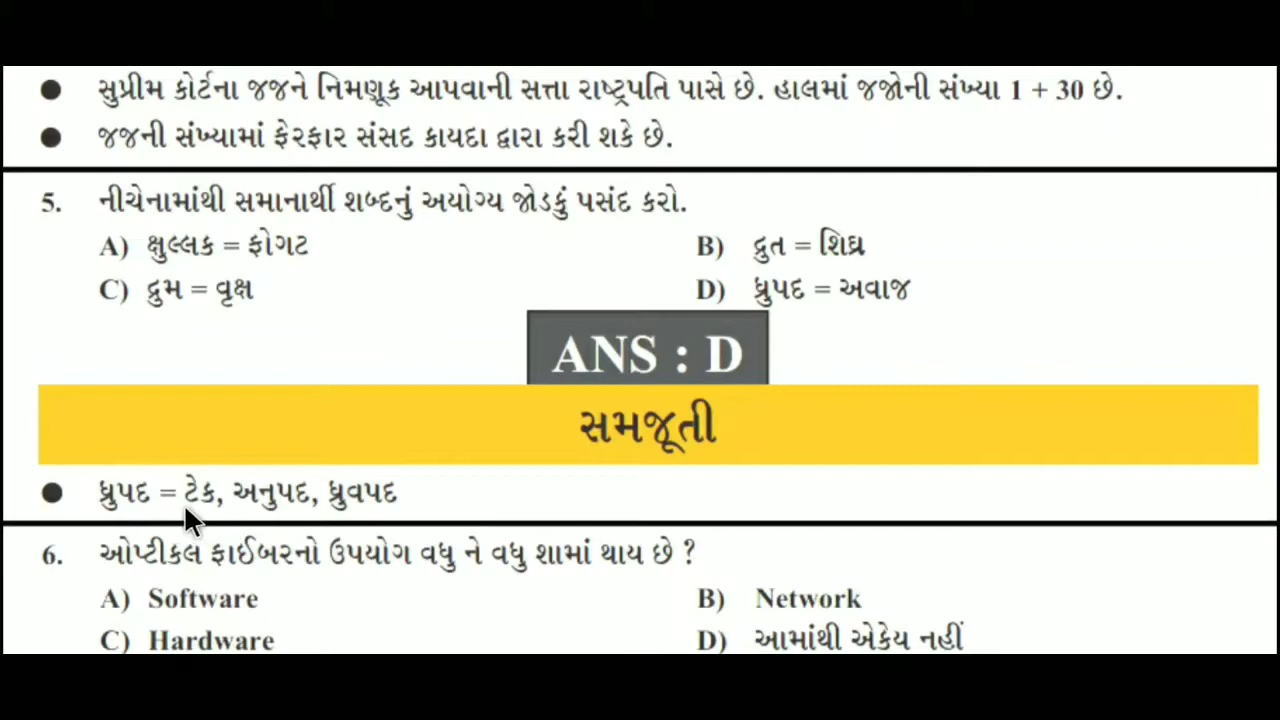 ● સુપ્રીમ કોર્ટના જજને નિમણૂક આપવાની સત્તા રાષ્ટ્રપતિ પાસે છે. હાલમાં જજોની સંખ્યા 1 + 30 છે.
● જજની સંખ્યામાં ફેરફાર સંસદ કાયદા દ્વારા કરી શકે છે.
5. નીચેનામાંથી સમાનાર્થી શબ્દનું અયોગ્ય જોડકું પસંદ કરો.
A) ક્ષુલ્લક = ફોગટ B) દ્રુત = શિઘ્ર
C) દ્રુમ = વૃક્ષ D) ધ્રુપદ = અવાજ
ANS : D
સમજૂતી
● ધ્રુપદ = ટેક, અનુપદ, ધ્રુવપદ
6. ઓપ્ટીકલ ફાઈબરનો ઉપયોગ વધુ ને વધુ શામાં થાય છે ?
A) Software B) Network
C) Hardware D) આમાંથી એકેય નહીં